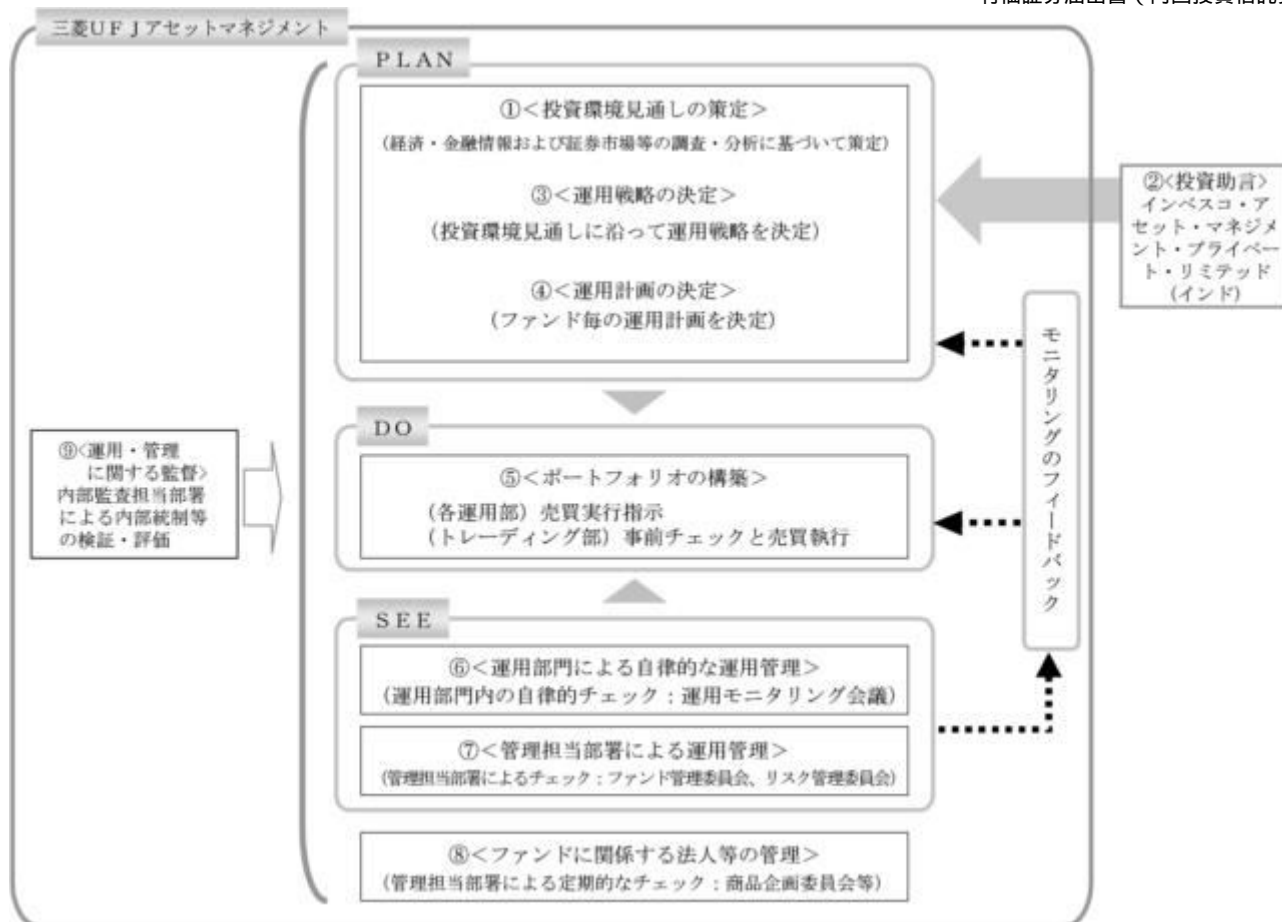 有価証券届出書(内国投資信託受
三菱ＵＦＪアセットマネジメント
ＰＬＡＮ
①＜投資環境見通しの策定＞
(経済・金融情報および証券市場等の調査・分析に基づいて策定)
③＜運用戦略の決定＞
(投資環境見通しに沿って運用戦略を決定)
④＜運用計画の決定＞
(ファンド毎の運用計画を決定)
②<投資助言>
インベスコ・ア
セット・マネジメ
ント・プライベー
ト・リミテッド
(インド)
モニタリングのフィードバック
ＤＯ
⑤＜ポートフォリオの構築＞
(各運用部）売買実行指示
(トレーディング部）事前チェックと売買執行
⑨<運用・管理
に関する監督>
内部監査担当部署
による内部統制等
の検証・評価
ＳＥＥ
⑥＜運用部門による自律的な運用管理＞
(運用部門内の自律的チェック：運用モニタリング会議)
⑦＜管理担当部署による運用管理＞
(管理担当部署によるチェック：ファンド管理委員会、リスク管理委員会)
⑧＜ファンドに関係する法人等の管理＞
(管理担当部署による定期的なチェック：商品企画委員会等)